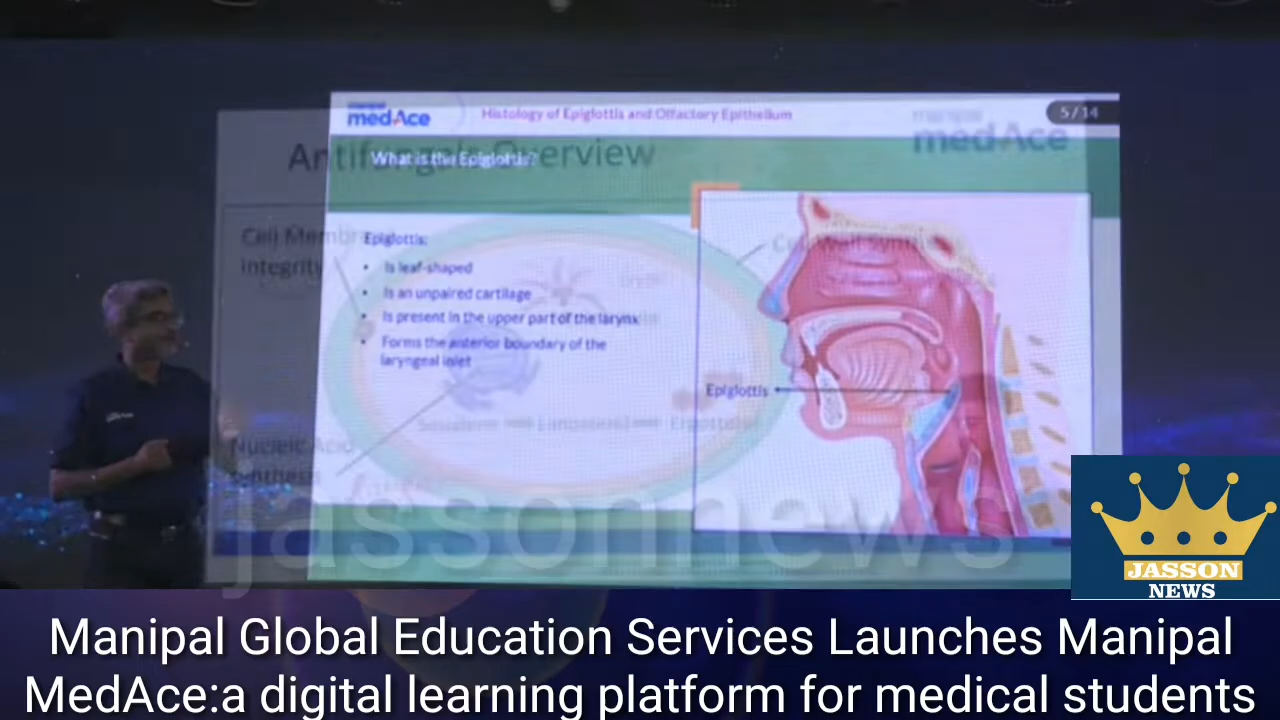 medAce
Histology of Epiglottis and Olfactory Epithelium
5/14
medAce
Antifungals Overview
What is the Epiglottis?
Cell Membrane
integrity
Cell Wall synthesis
Epiglottis:
• Is leaf-shaped
• Is an unpaired cartilage
• Is present in the upper part of the larynx
• Forms the anterior boundary of the
laryngeal inlet
Epiglottis
Nucleic Acid
synthesis
jassonnews
JASSON
NEWS
Manipal Global Education Services Launches Manipal
MedAce:a digital learning platform for medical students